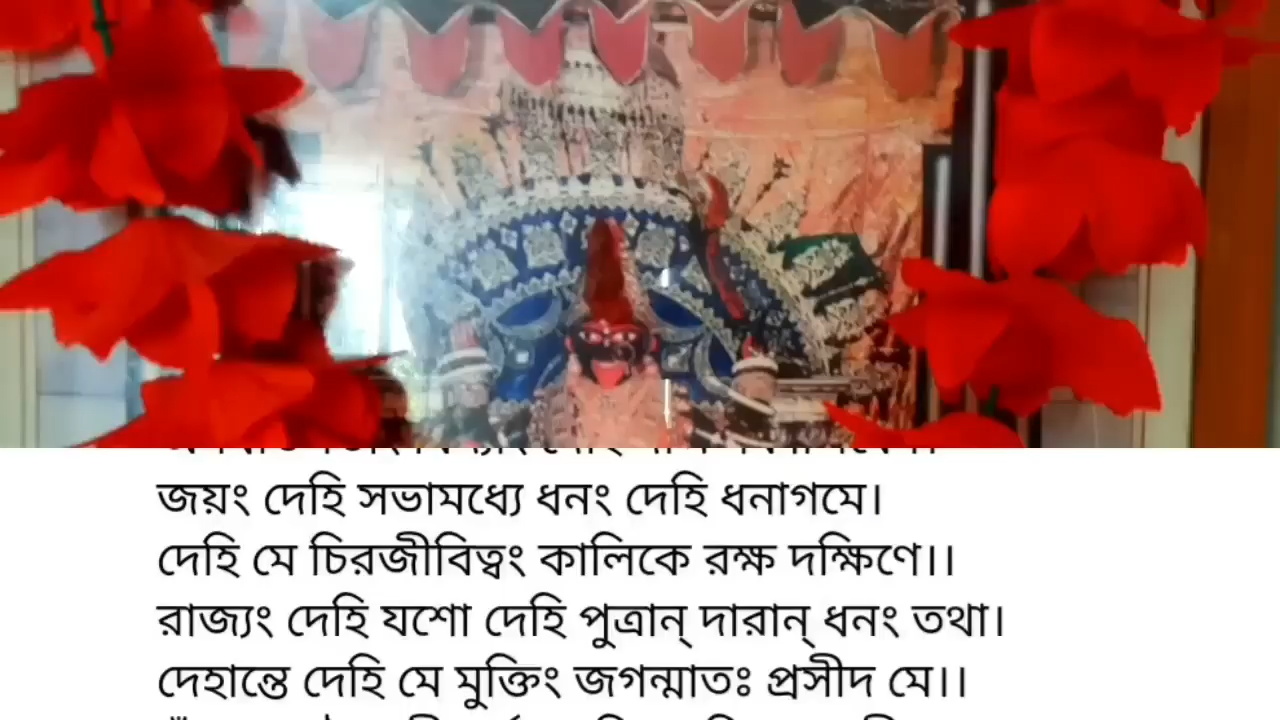 জয়ং দেহি সভামধ্যে ধনং দেহি ধনাগমে।
দেহি মে চিরজীবিত্বং কালিকে রক্ষ দক্ষিণে।।
রাজ্যং দেহি যশো দেহি পুত্রান্ দারান্ ধনং তথা।
দেহান্তে দেহি মে মুক্তিং জগন্মাতঃ প্রসীদ মে।।